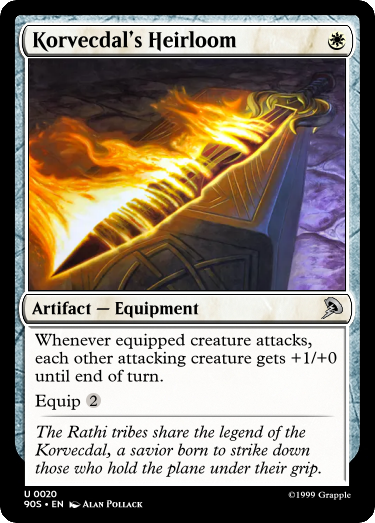 Korvecdal's Heirloom
Artifact — Equipment
Whenever equipped creature attacks,
each other attacking creature gets +1/+0
until end of turn.
Equip 2
The Rathi tribes share the legend of the
Korvecdal, a savior born to strike down
those who hold the plane under their grip.
U 0020
90S • EN ALAN POLLACK
©1999 Grapple